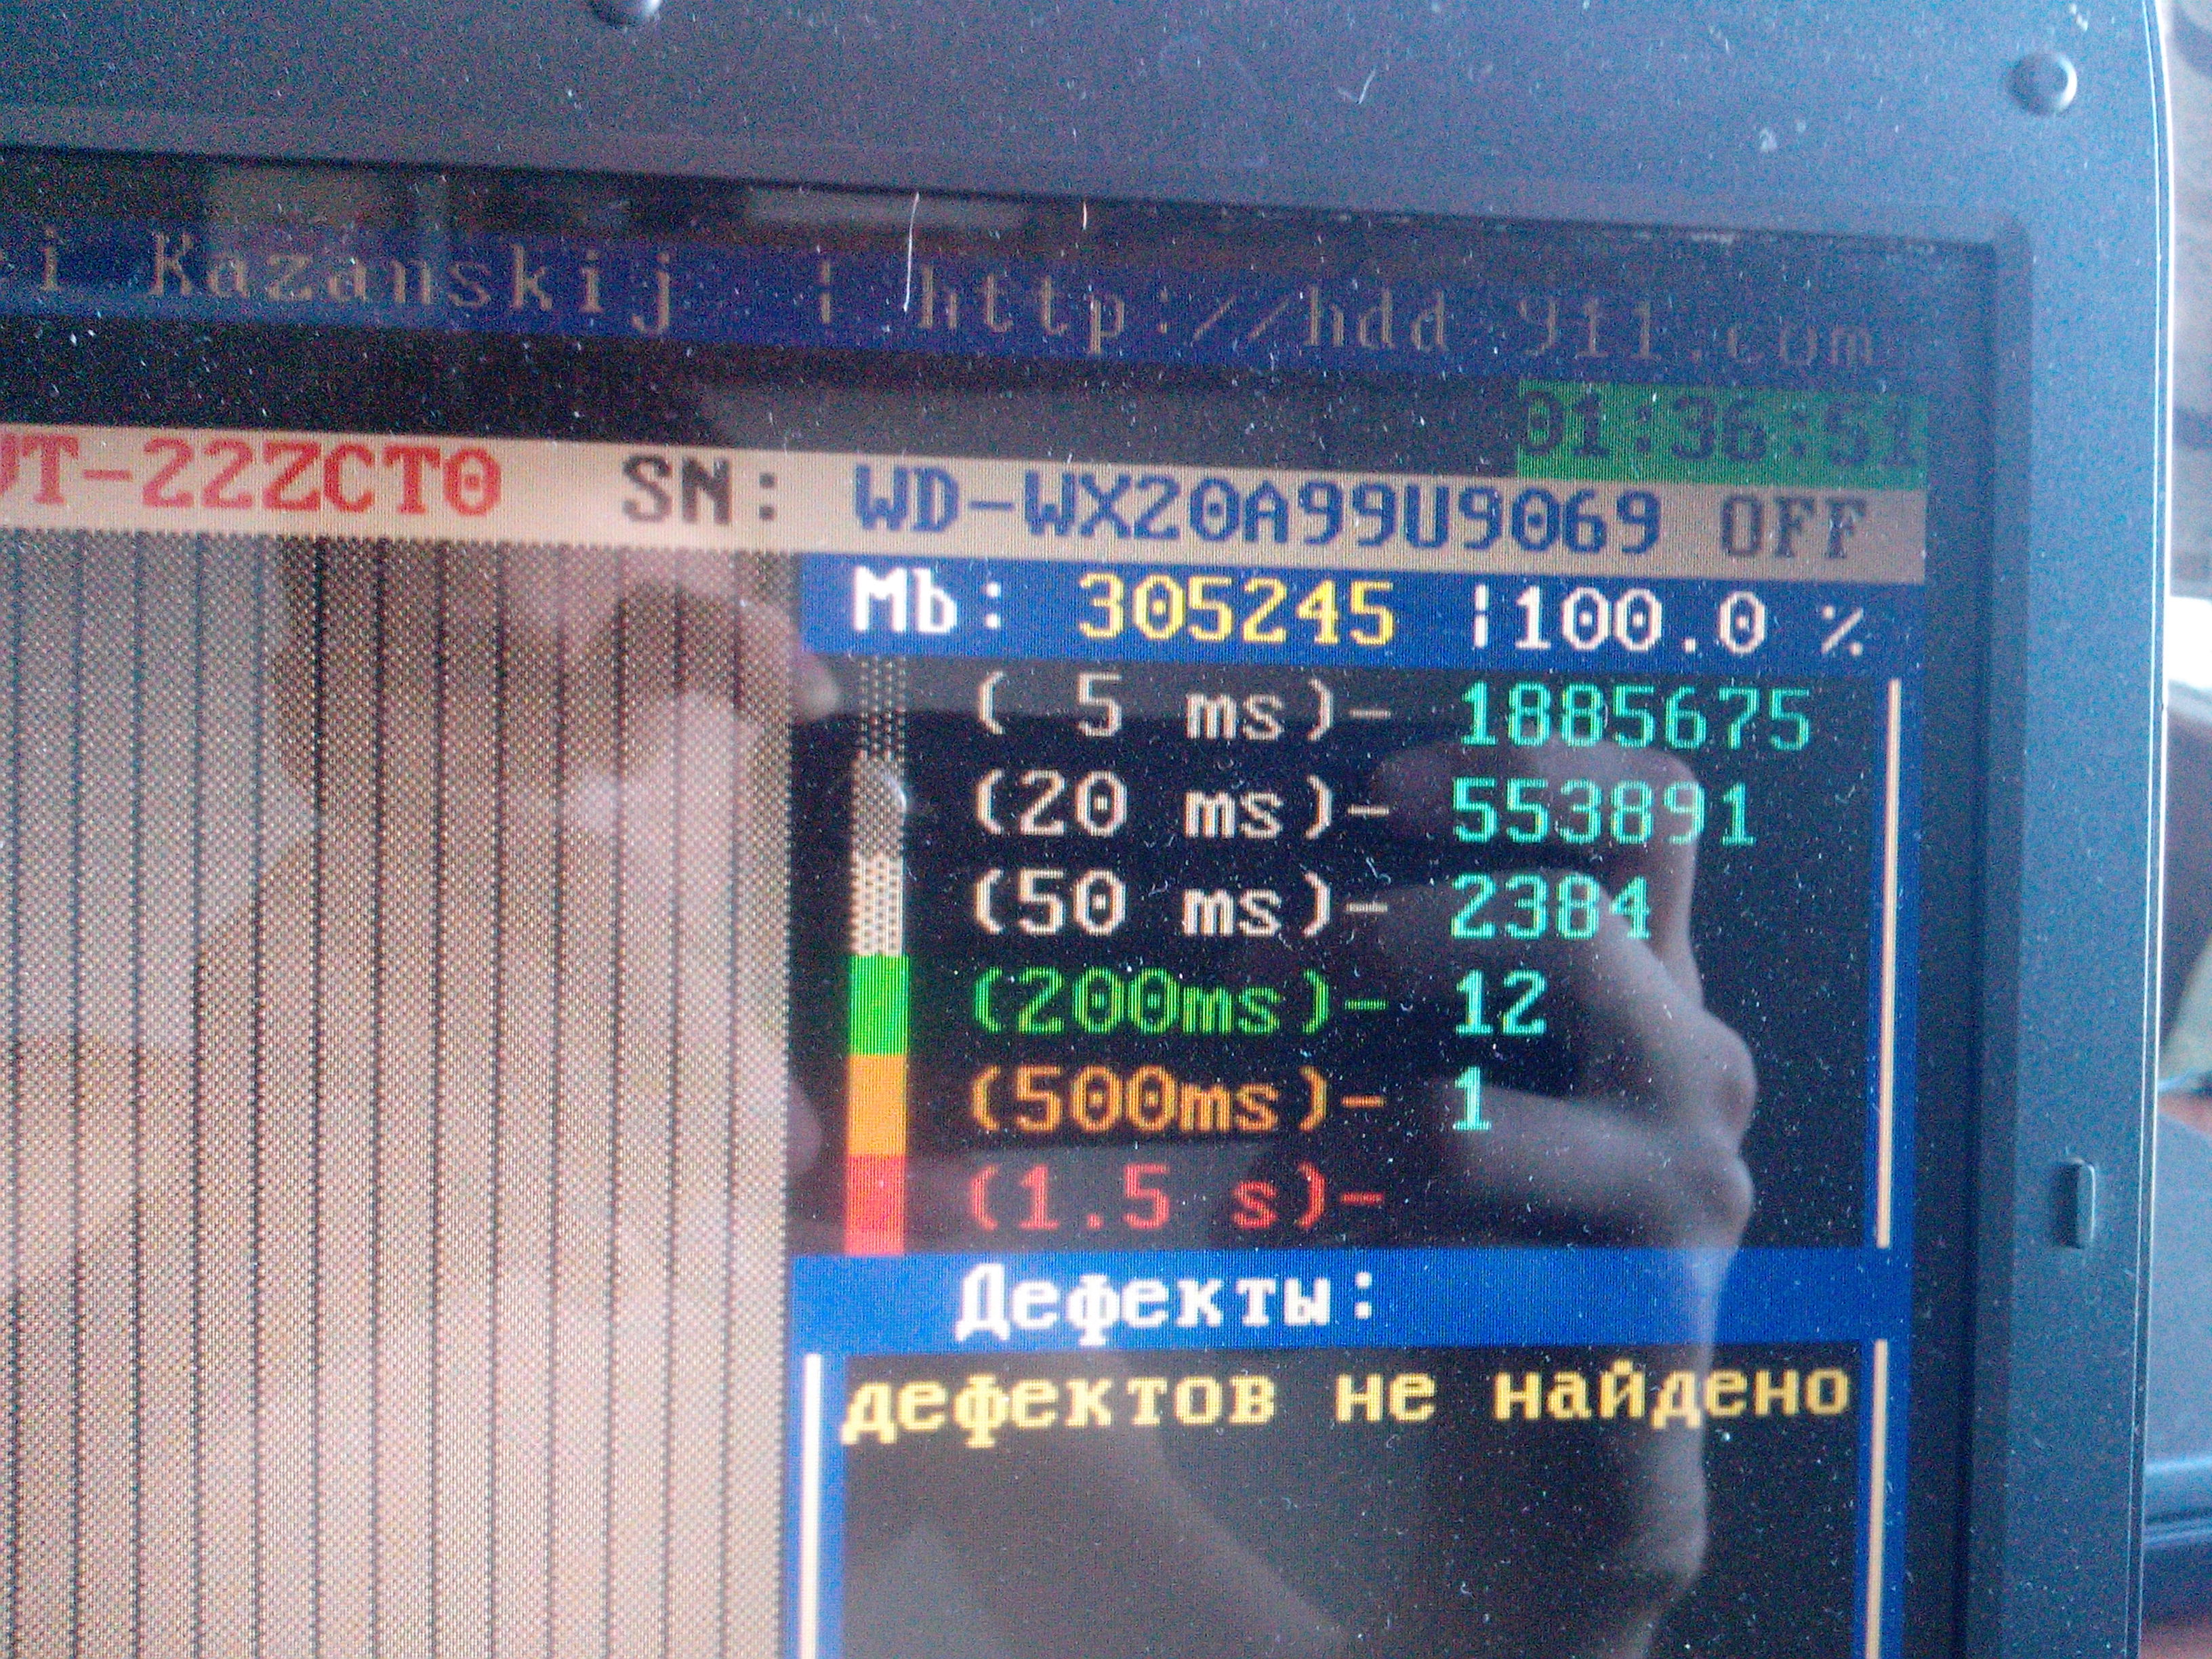 i Kazanskij ¦ http://hdd-911.com
01:36:51
UT-22ZCT0 SN: WD-WX20A99U9069 OFF
Mb: 305245 ¦100.0 %
( 5 ms)- 1885675
(20 ms)- 553891
(50 ms)- 2384
(200ms)- 12
(500ms)- 1
(1.5 s)-
Дефекты:
дефектов не найдено